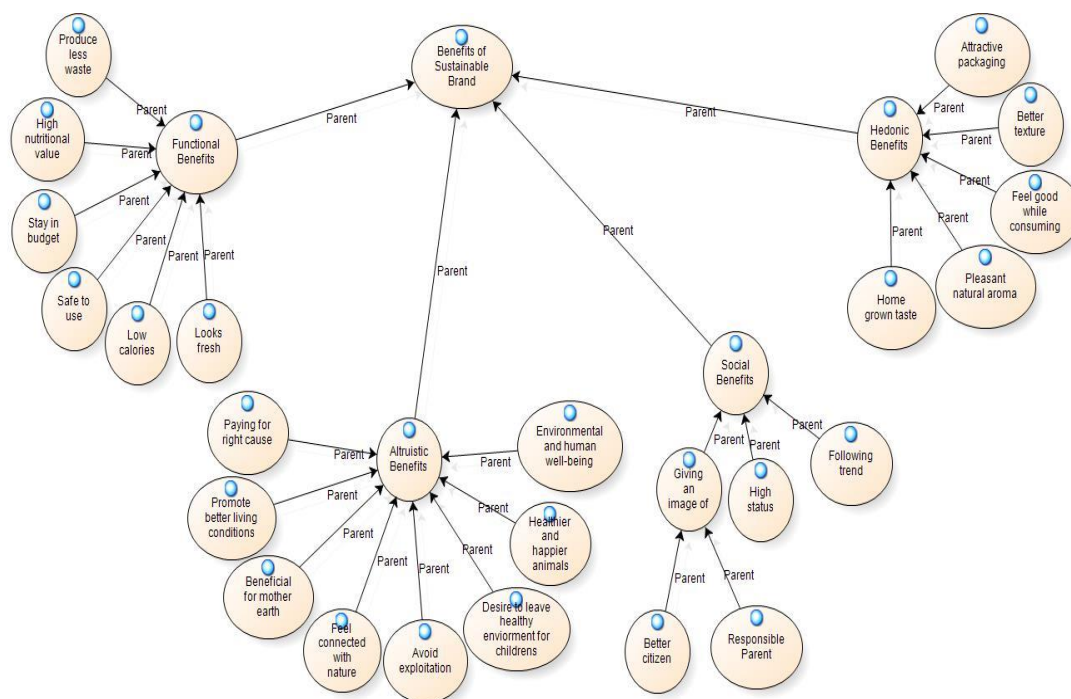 Produce
less
waste
Benefits of
Sustainable
Brand
Attractive
packaging
Parent
High
nutritional
value
Parent
Functional
Benefits
Parent
Parent
Hedonic
Benefits
Parent
Better
texture
Parent
Stay in
budget
Parent
Parent
Feel good
while
consuming
Parent
Parent
Parent
Parent
Parent
Parent
Parent
Pleasant
natural aroma
Safe to
use
Low
calories
Looks
fresh
Home
grown taste
Social
Benefits
Paying for
right cause
Parent
Altruistic
Benefits
Parent
Environmental
and human
well-being
Parent
Parent
Parent
Following
trend
Promote
better living
conditions
Parent
Parent
Giving
an
image of
High
status
Healthier
and
happier
animals
Parent
Parent
Parent
Parent
Beneficial
for mother
earth
Parent
Parent
Feel
connected
with
nature
Avoid
exploitation
Desire to leave
healthy
enviorment for
childrens
Better
citizen
Responsible
Parent